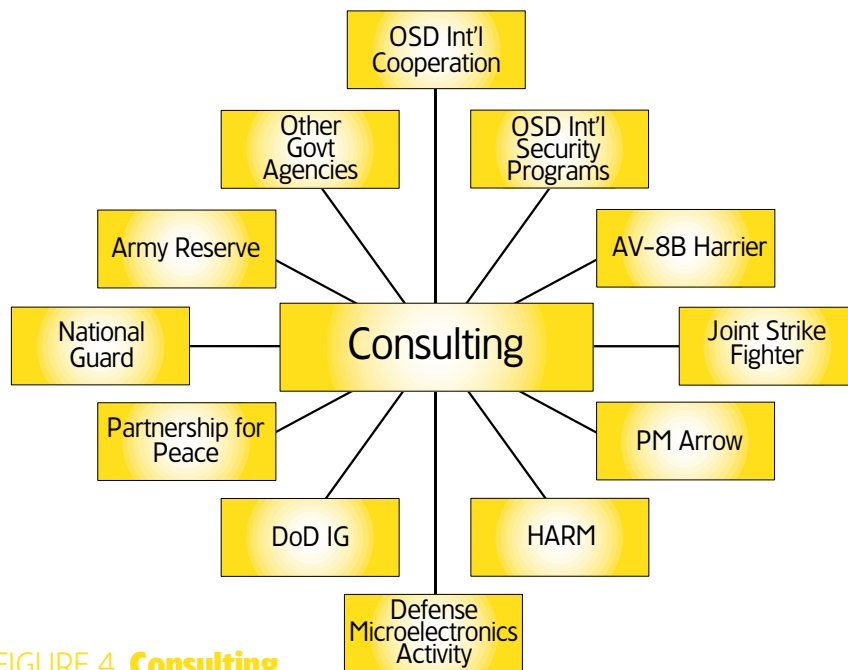 OSD Int'l
Cooperation
Other
Govt
Agencies
OSD Int'l
Security
Programs
Army Reserve
AV-8B Harrier
National
Guard
Consulting
Joint Strike
Fighter
Partnership for
Peace
PM Arrow
DoD IG
HARM
Defense
Microelectronics
Activity
FIGURE 4 Consulting